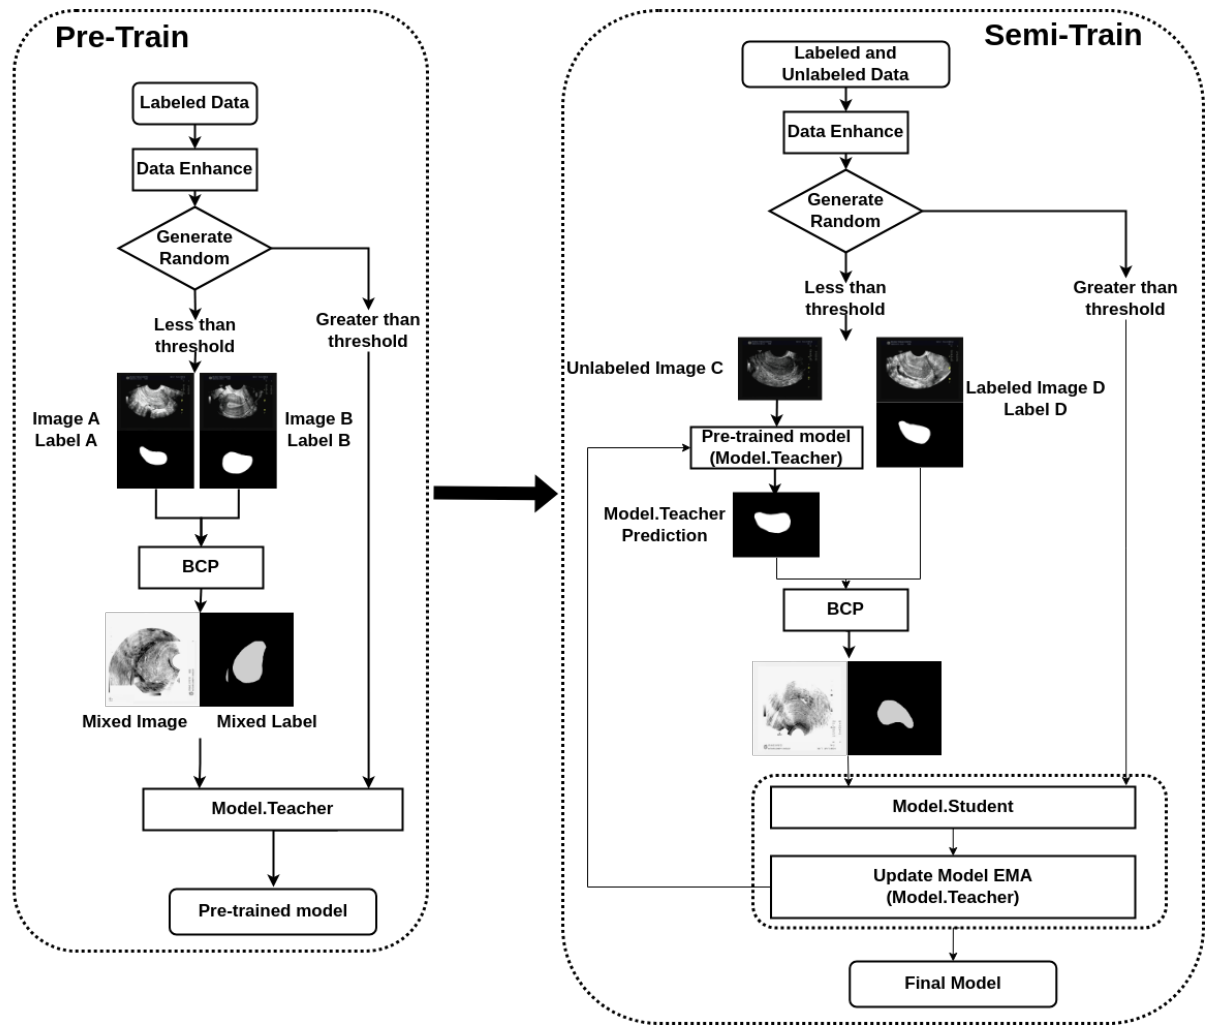 Pre-Train
Labeled Data
Data Enhance
Generate
Random
Less than
threshold
Greater than
threshold
Image A
Label A
Image B
Label B
BCP
Mixed Image
Mixed Label
Model.Teacher
Pre-trained model
Semi-Train
Labeled and
Unlabeled Data
Data Enhance
Generate
Random
Less than
threshold
Greater than
threshold
Unlabeled Image C
Labeled Image D
Label D
Pre-trained model
(Model.Teacher)
Model.Teacher
Prediction
BCP
Model.Student
Update Model EMA
(Model.Teacher)
Final Model